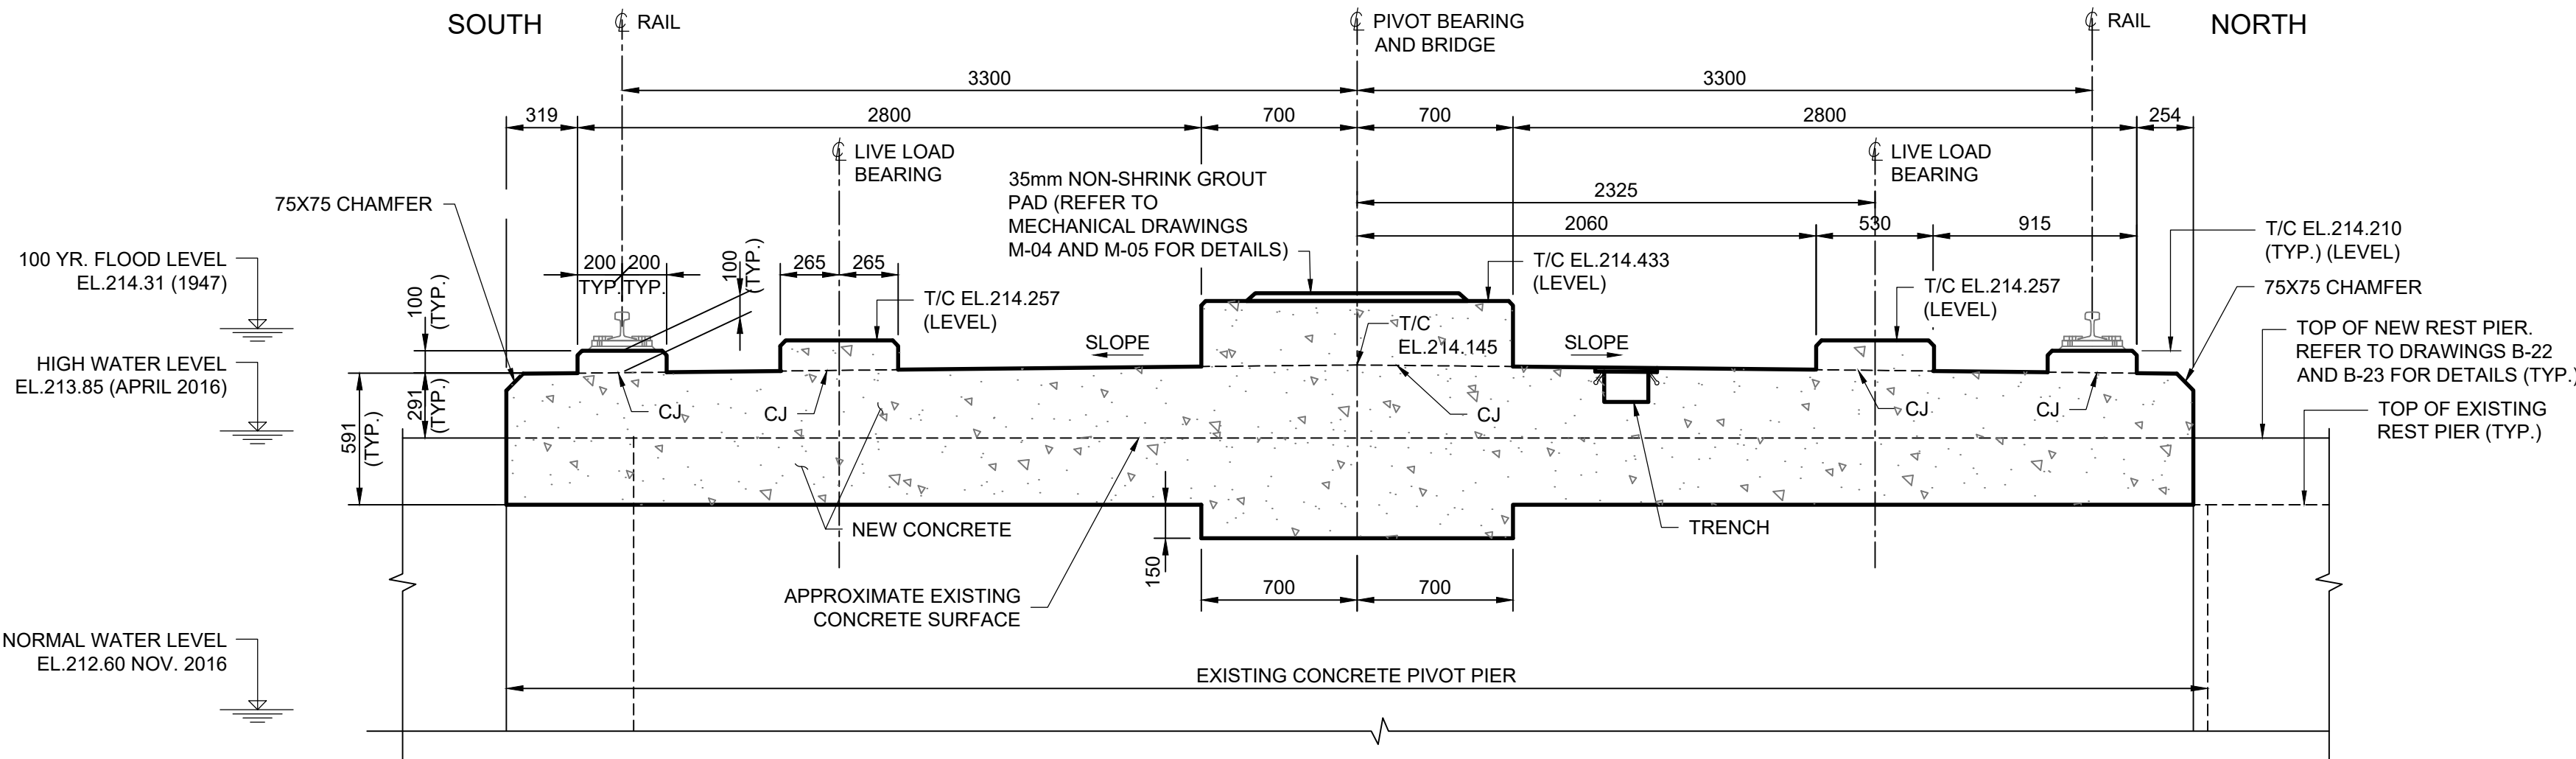 SOUTH
℄ RAIL
℄ PIVOT BEARING
AND BRIDGE
℄ RAIL
NORTH
3300
3300
319
2800
700
700
2800
254
℄ LIVE LOAD
BEARING
℄ LIVE LOAD
BEARING
35mm NON-SHRINK GROUT
PAD (REFER TO
MECHANICAL DRAWINGS
M-04 AND M-05 FOR DETAILS)
2325
75X75 CHAMFER
2060
530
915
T/C EL.214.210
(TYP.) (LEVEL)
100 YR. FLOOD LEVEL
EL.214.31 (1947)
200
200
TYP.
TYP.
100
(TYP.)
265
265
T/C EL.214.433
(LEVEL)
T/C EL.214.257
(LEVEL)
T/C EL.214.257
(LEVEL)
75X75 CHAMFER
100
(TYP.)
T/C
EL.214.145
SLOPE
SLOPE
TOP OF NEW REST PIER.
REFER TO DRAWINGS B-22
AND B-23 FOR DETAILS (TYP.)
HIGH WATER LEVEL
EL.213.85 (APRIL 2016)
291
(TYP.)
591
(TYP.)
CJ
CJ
CJ
CJ
CJ
TOP OF EXISTING
REST PIER (TYP.)
NEW CONCRETE
TRENCH
150
700
700
APPROXIMATE EXISTING
CONCRETE SURFACE
NORMAL WATER LEVEL
EL.212.60 NOV. 2016
EXISTING CONCRETE PIVOT PIER